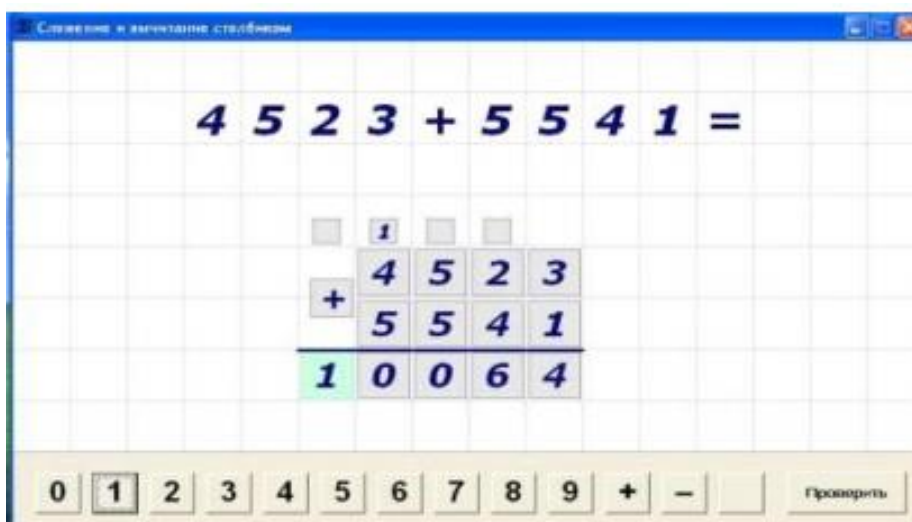 Сложение и вычитание столбиком
4 5 2 3 + 5 5 4 1 =
1
4 5 2 3
+
5 5 4 1
1 0 0 6 4
0 1 2 3 4 5 6 7 8 9 + − Проверить